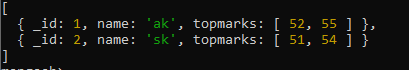 [
  { _id: 1, name: 'ak', topmarks: [ 52, 55 ] },
  { _id: 2, name: 'sk', topmarks: [ 51, 54 ] }
]